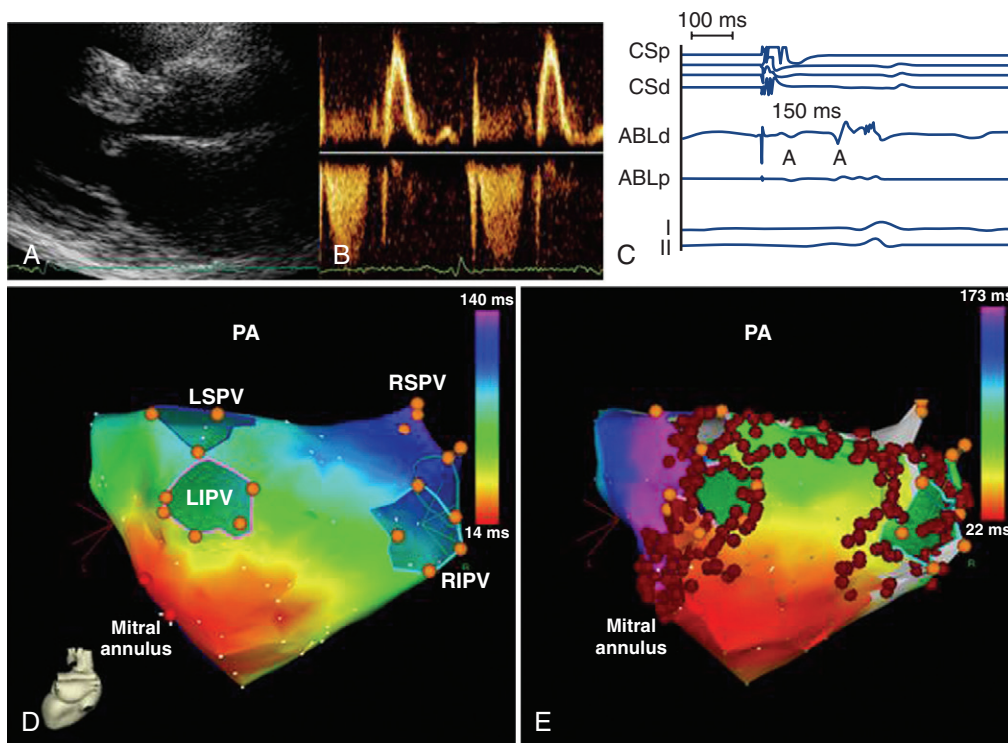 A
B
100 ms
CSp
CSd
150 ms
ABLd
A
A
ABLp
I
II
C
140 ms
PA
LSPV
RSPV
LIPV
14 ms
RIPV
Mitral
annulus
R
D
173 ms
PA
22 ms
R
Mitral
annulus
E